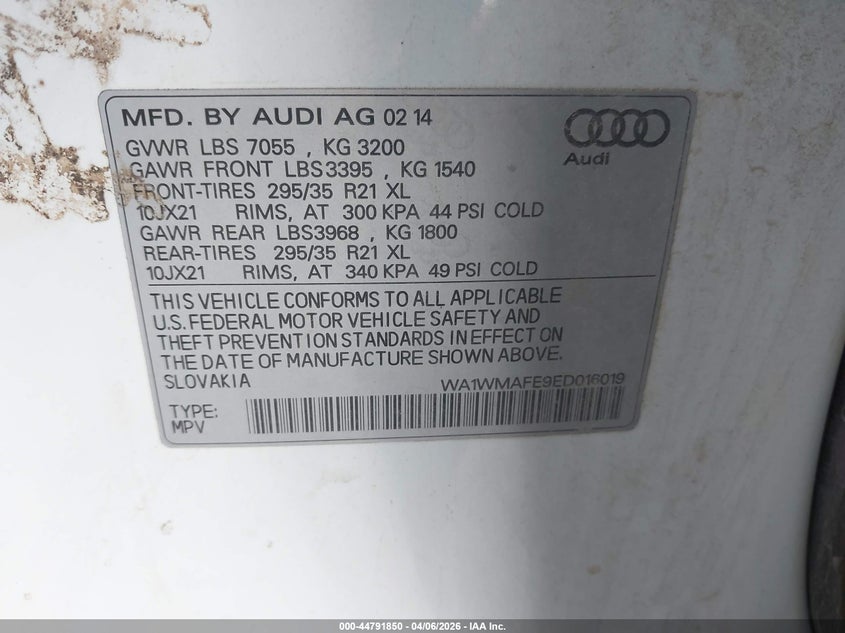 MFD. BY AUDI AG 02 14
GVWR LBS 7055 , KG 3200
GAWR FRONT LBS3395 , KG 1540
FRONT-TIRES 295/35 R21 XL
10JX21 RIMS, AT 300 KPA 44 PSI COLD
GAWR REAR LBS3968 , KG 1800
REAR-TIRES 295/35 R21 XL
10JX21 RIMS, AT 340 KPA 49 PSI COLD
Audi
THIS VEHICLE CONFORMS TO ALL APPLICABLE
U.S. FEDERAL MOTOR VEHICLE SAFETY AND
THEFT PREVENTION STANDARDS IN EFFECT ON
THE DATE OF MANUFACTURE SHOWN ABOVE.
SLOVAKIA WA1WMAFE9ED016019
TYPE:
MPV
000-44791850 - 04/06/2026 - IAA Inc.